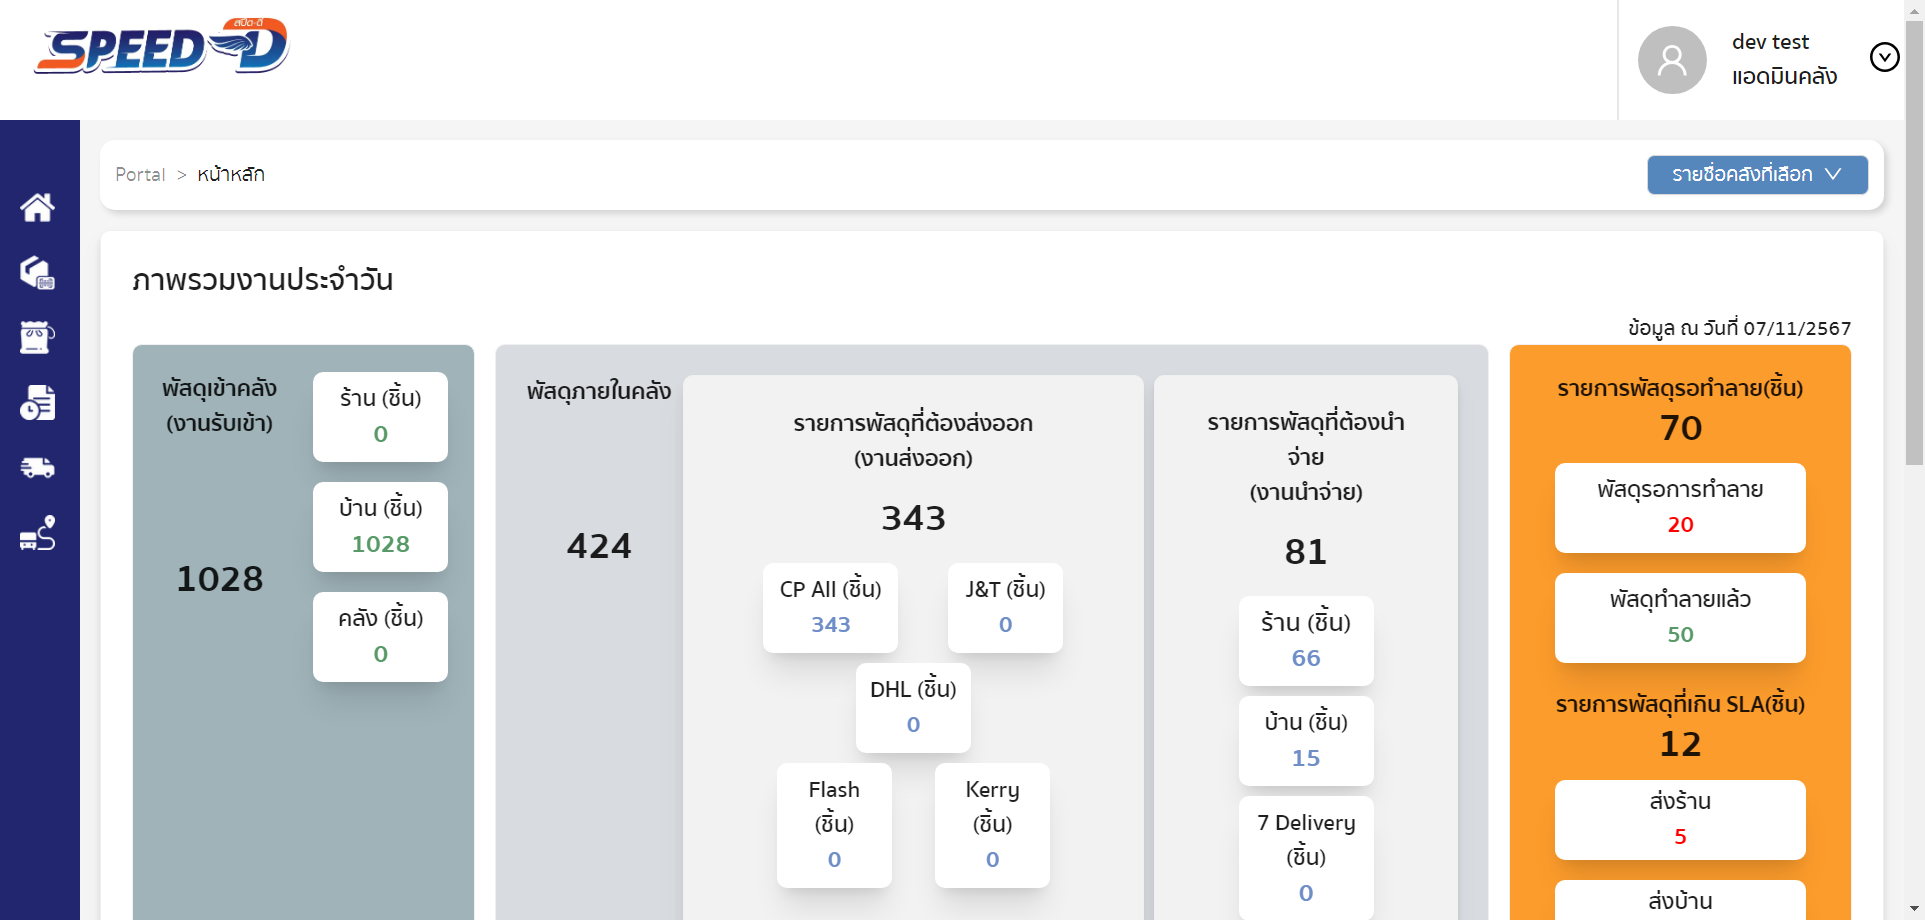 สปีด-ดี
SPEED-D
dev test
แอดมินคลัง
Portal > หน้าหลัก
รายชื่อคลังที่เลือก
ภาพรวมงานประจำวัน
ข้อมูล ณ วันที่ 07/11/2567
พัสดุเข้าคลัง
(งานรับเข้า)
1028
ร้าน (ชิ้น)
0
บ้าน (ชิ้น)
1028
คลัง (ชิ้น)
0
พัสดุภายในคลัง
424
รายการพัสดุที่ต้องส่งออก
(งานส่งออก)
343
CP All (ชิ้น)
343
J&T (ชิ้น)
0
DHL (ชิ้น)
0
Flash
(ชิ้น)
0
Kerry
(ชิ้น)
0
รายการพัสดุที่ต้องนำ
จ่าย
(งานนำจ่าย)
81
ร้าน (ชิ้น)
66
บ้าน (ชิ้น)
15
7 Delivery
(ชิ้น)
0
รายการพัสดุรอทำลาย(ชิ้น)
70
พัสดุรอการทำลาย
20
พัสดุทำลายแล้ว
50
รายการพัสดุที่เกิน SLA(ชิ้น)
12
ส่งร้าน
5
ส่งบ้าน